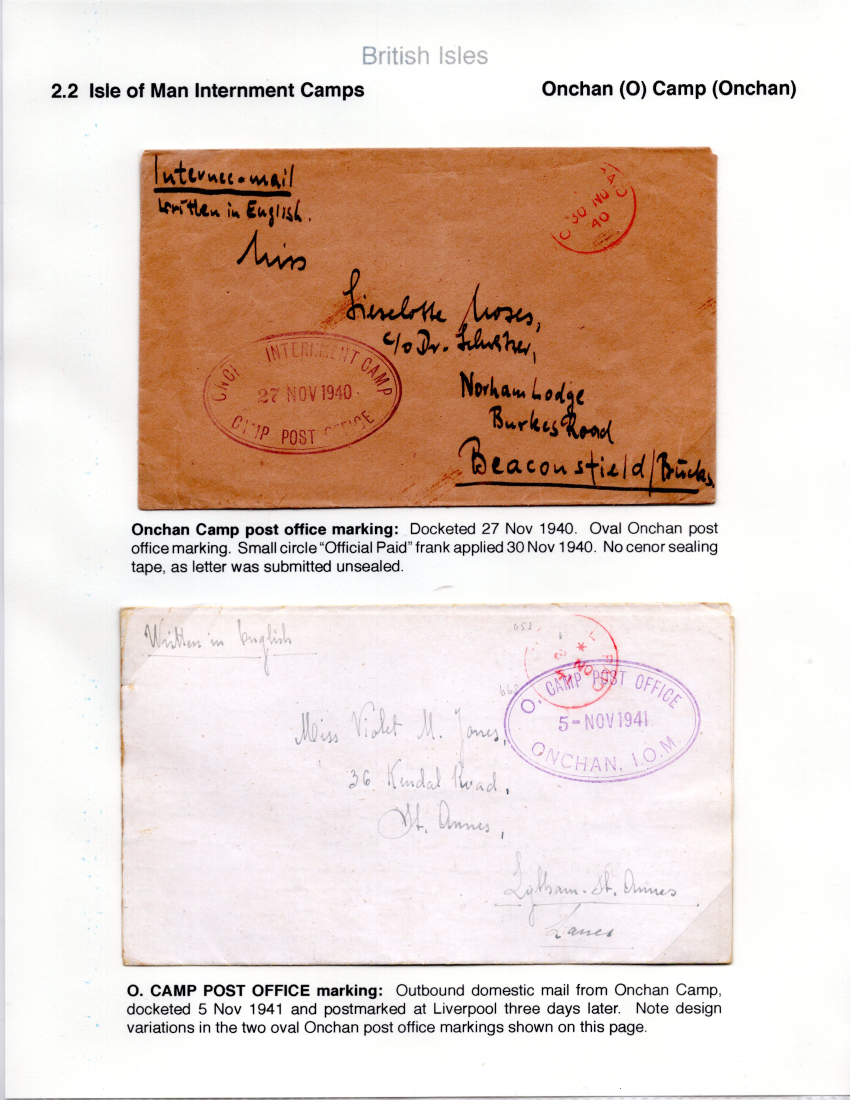 British Isles
2.2 Isle of Man Internment Camps
Onchan (O) Camp (Onchan)
Internee-mail
written in English.
Miss
Lieselotte Moses,
c/o Dr.
Norham Lodge
Burkes Road
Beaconsfield/Bucks.
30 NO
40
INTERNMENT CAMP
27 NOV 1940
CAMP POST OFFICE
Onchan Camp post office marking: Docketed 27 Nov 1940. Oval Onchan post
office marking. Small circle "Official Paid" frank applied 30 Nov 1940. No cenor sealing
tape, as letter was submitted unsealed.
Written in English
Miss Violet M. Jones,
36 Kendal Road,
St. Annes,
Lytham-St. Annes
Lancs
O. CAMP POST OFFICE
5-NOV 1941
ONCHAN, I.O.M
O. CAMP POST OFFICE marking: Outbound domestic mail from Onchan Camp,
docketed 5 Nov 1941 and postmarked at Liverpool three days later. Note design
variations in the two oval Onchan post office markings shown on this page.